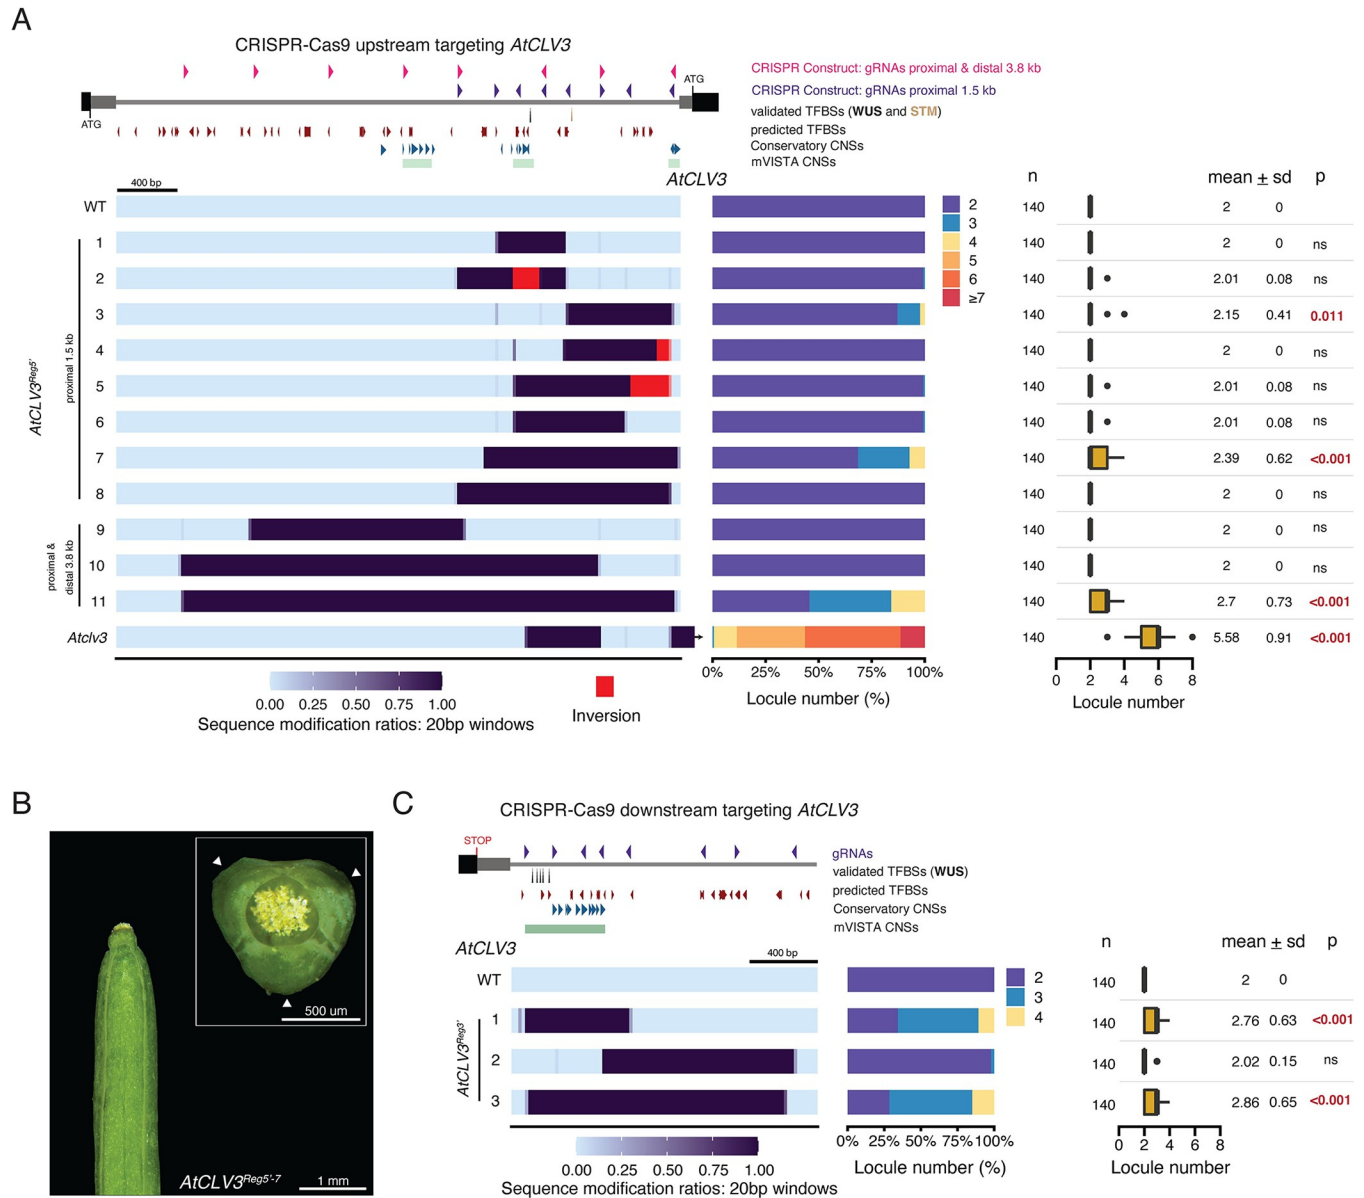 A
CRISPR-Cas9 upstream targeting AtCLV3
CRISPR Construct: gRNAs proximal & distal 3.8 kb
ATG
CRISPR Construct: gRNAs proximal 1.5 kb
validated TFBSs (WUS and STM)
ATG
predicted TFBSs
Conservatory CNSs
mVISTA CNSs
400 bp
AtCLV3
n mean ± sd p
WT 2 140 2 0
3
1 140 2 0 ns
4
5
2 6 140 2.01 0.08 ns
≥7
3 140 2.15 0.41 0.011
4 140 2 0 ns
5 140 2.01 0.08 ns
6 140 2.01 0.08 ns
7 140 2.39 0.62 <0.001
8 140 2 0 ns
9 140 2 0 ns
10 140 2 0 ns
11 140 2.7 0.73 <0.001
Atclv3 140 5.58 0.91 <0.001
AtCLV3Reg5'
proximal 1.5 kb
proximal &
distal 3.8 kb
0% 25% 50% 75% 100%
0 2 4 6 8
Locule number (%)
Locule number
0.00 0.25 0.50 0.75 1.00
Sequence modification ratios: 20bp windows
Inversion
B
500 um
AtCLV3Reg5'-7
1 mm
C
CRISPR-Cas9 downstream targeting AtCLV3
STOP
gRNAs
validated TFBSs (WUS)
predicted TFBSs
Conservatory CNSs
mVISTA CNSs
AtCLV3
400 bp
n mean ± sd p
WT 2 140 2 0
3
4
1 140 2.76 0.63 <0.001
2 140 2.02 0.15 ns
3 140 2.86 0.65 <0.001
AtCLV3Reg3'
0% 25% 50% 75% 100%
0 2 4 6 8
Locule number (%)
Locule number
0.00 0.25 0.50 0.75 1.00
Sequence modification ratios: 20bp windows